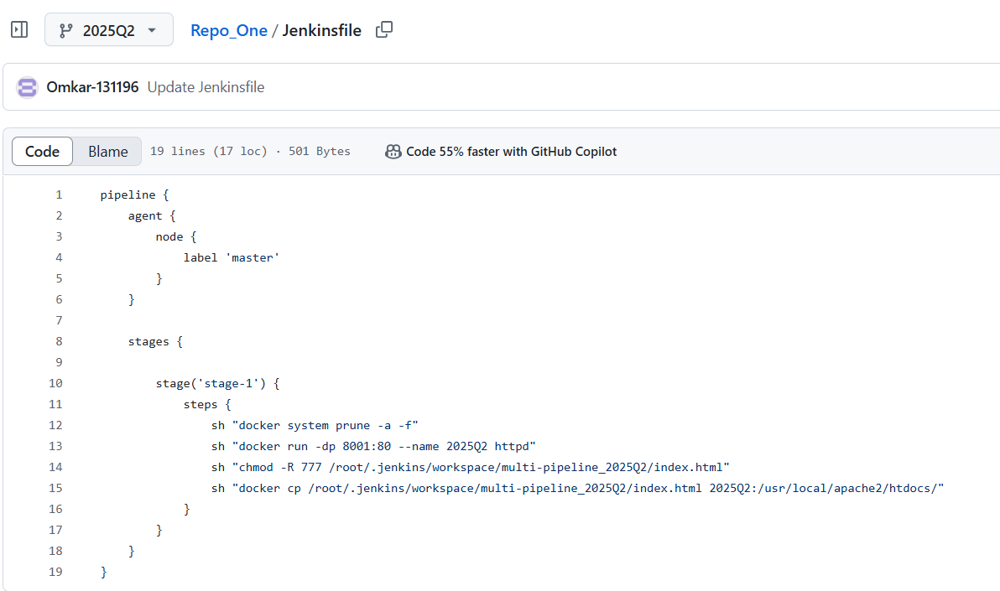 2025Q2 Repo_One / Jenkinsfile
Omkar-131196 Update Jenkinsfile
Code Blame 19 lines (17 loc) · 501 Bytes Code 55% faster with GitHub Copilot
1 pipeline {
2     agent {
3         node {
4             label 'master'
5         }
6     }
7
8     stages {
9
10         stage('stage-1') {
11             steps {
12                 sh "docker system prune -a -f"
13                 sh "docker run -dp 8001:80 --name 2025Q2 httpd"
14                 sh "chmod -R 777 /root/.jenkins/workspace/multi-pipeline_2025Q2/index.html"
15                 sh "docker cp /root/.jenkins/workspace/multi-pipeline_2025Q2/index.html 2025Q2:/usr/local/apache2/htdocs/"
16             }
17         }
18     }
19 }